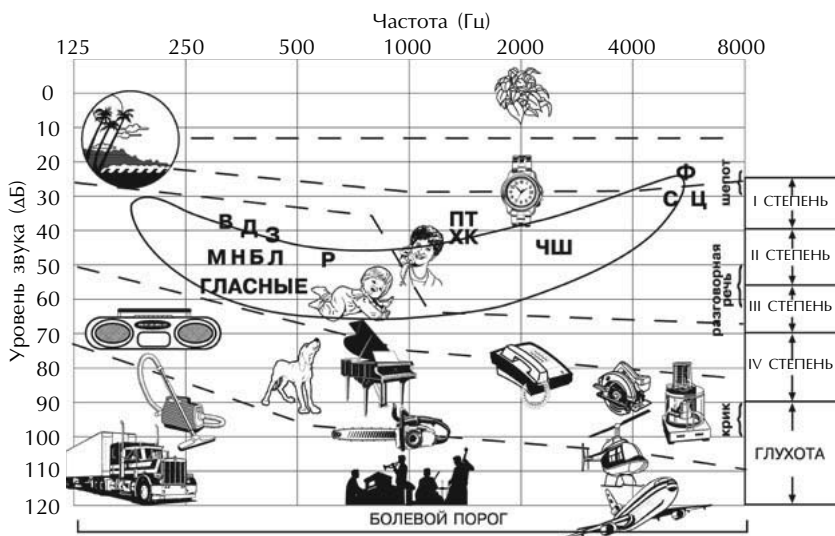 Частота (Гц)
125 250 500 1000 2000 4000 8000
Уровень звука (дБ)
0
10
20
30
40
50
60
70
80
90
100
110
120
Ф
С Ц
В Д З
ПТ
ХК
ЧШ
М Н Б Л Р
ГЛАСНЫЕ
шепот
разговорная
речь
крик
I СТЕПЕНЬ
II СТЕПЕНЬ
III СТЕПЕНЬ
IV СТЕПЕНЬ
ГЛУХОТА
БОЛЕВОЙ ПОРОГ